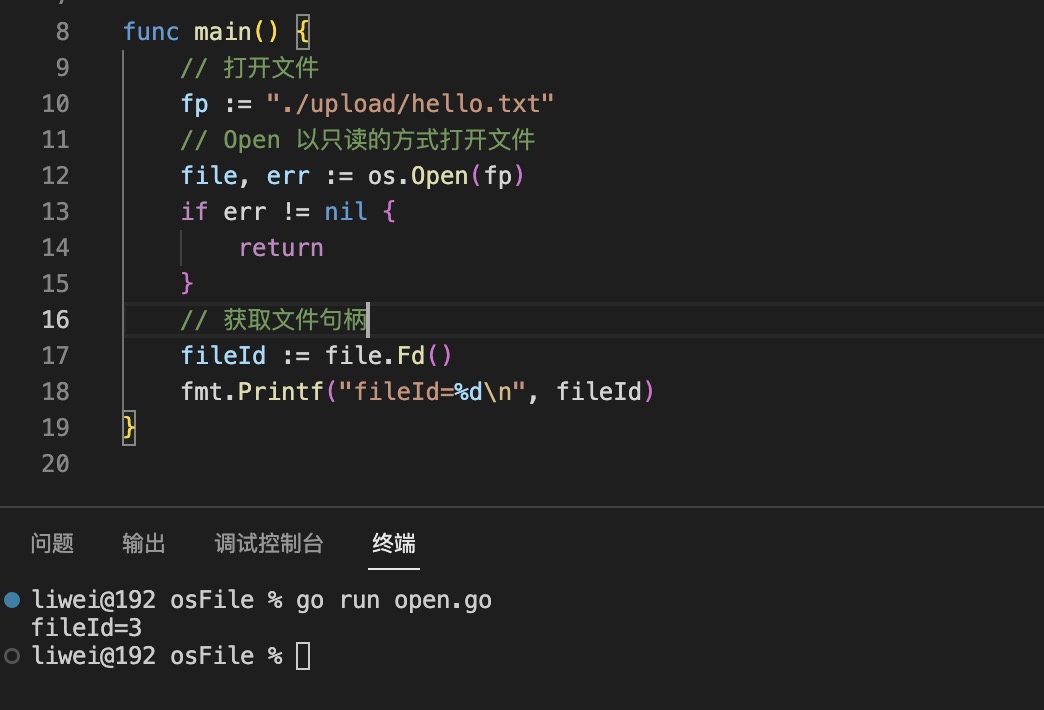 8 func main() {
9 // 打开文件
10 fp := "./upload/hello.txt"
11 // Open 以只读的方式打开文件
12 file, err := os.Open(fp)
13 if err != nil {
14 return
15 }
16 // 获取文件句柄
17 fileId := file.Fd()
18 fmt.Printf("fileId=%d\n", fileId)
19 }
20
问题 输出 调试控制台 终端
liwei@192 osFile % go run open.go
fileId=3
liwei@192 osFile %